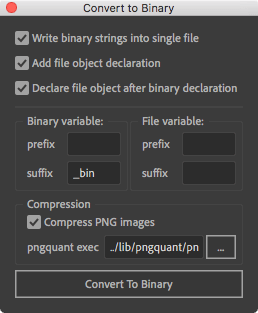 Convert to Binary
Write binary strings into single file
Add file object declaration
Declare file object after binary declaration
Binary variable:
prefix
suffix _bin
File variable:
prefix
suffix
Compression
Compress PNG images
pngquant exec ../lib/pngquant/pn ...
Convert To Binary